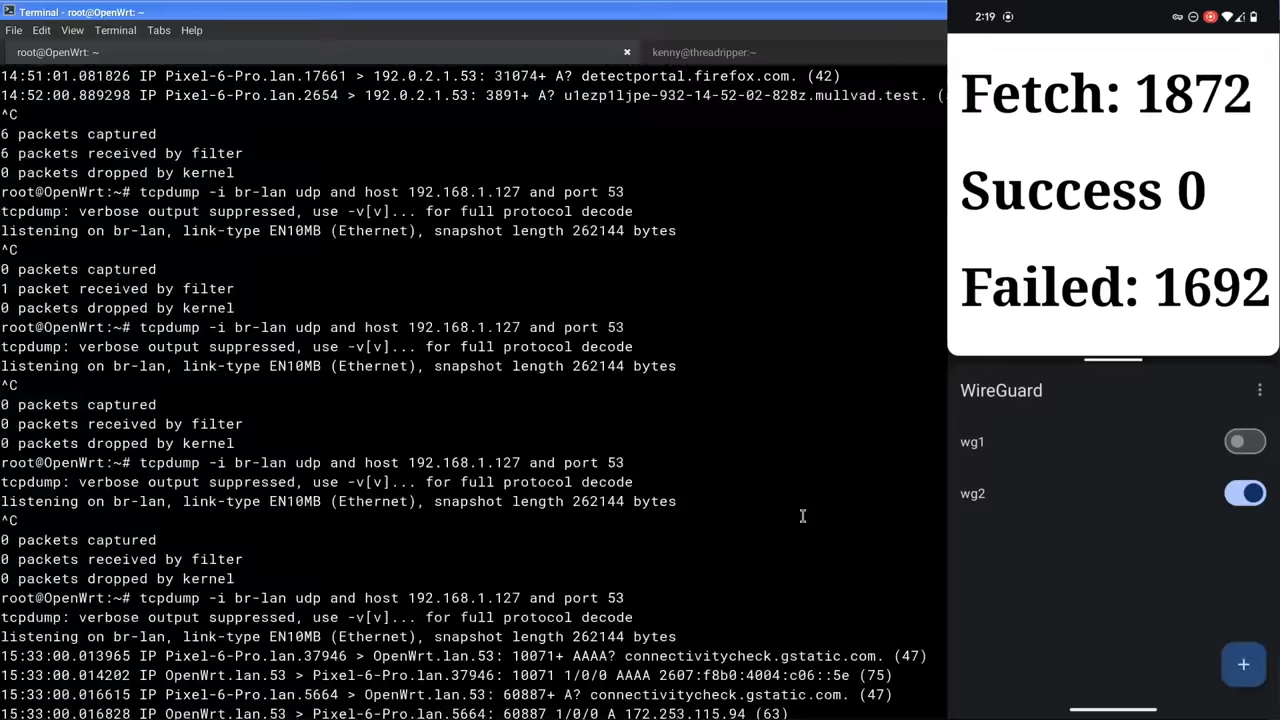 Terminal - root@OpenWrt: ~
File Edit View Terminal Tabs Help
root@OpenWrt: ~
kenny@threadripper:~
14:51:01.081826 IP Pixel-6-Pro.lan.17661 > 192.0.2.1.53: 31074+ A? detectportal.firefox.com. (42)
14:52:00.889298 IP Pixel-6-Pro.lan.2654 > 192.0.2.1.53: 3891+ A? u1ezp1ljpe-932-14-52-02-828z.mullvad.test. (
^C
6 packets captured
6 packets received by filter
0 packets dropped by kernel
root@OpenWrt:~# tcpdump -i br-lan udp and host 192.168.1.127 and port 53
tcpdump: verbose output suppressed, use -v[v]... for full protocol decode
listening on br-lan, link-type EN10MB (Ethernet), snapshot length 262144 bytes
^C
0 packets captured
1 packet received by filter
0 packets dropped by kernel
root@OpenWrt:~# tcpdump -i br-lan udp and host 192.168.1.127 and port 53
tcpdump: verbose output suppressed, use -v[v]... for full protocol decode
listening on br-lan, link-type EN10MB (Ethernet), snapshot length 262144 bytes
^C
0 packets captured
0 packets received by filter
0 packets dropped by kernel
root@OpenWrt:~# tcpdump -i br-lan udp and host 192.168.1.127 and port 53
tcpdump: verbose output suppressed, use -v[v]... for full protocol decode
listening on br-lan, link-type EN10MB (Ethernet), snapshot length 262144 bytes
^C
0 packets captured
0 packets received by filter
0 packets dropped by kernel
root@OpenWrt:~# tcpdump -i br-lan udp and host 192.168.1.127 and port 53
tcpdump: verbose output suppressed, use -v[v]... for full protocol decode
listening on br-lan, link-type EN10MB (Ethernet), snapshot length 262144 bytes
15:33:00.013965 IP Pixel-6-Pro.lan.37946 > OpenWrt.lan.53: 10071+ AAAA? connectivitycheck.gstatic.com. (47)
15:33:00.014202 IP OpenWrt.lan.53 > Pixel-6-Pro.lan.37946: 10071 1/0/0 AAAA 2607:f8b0:4004:c06::5e (75)
15:33:00.016615 IP Pixel-6-Pro.lan.5664 > OpenWrt.lan.53: 60887+ A? connectivitycheck.gstatic.com. (47)
15:33:00.016828 IP OpenWrt.lan.53 > Pixel-6-Pro.lan.5664: 60887 1/0/0 A 172.253.115.94 (63)
2:19
Fetch: 1872
Success 0
Failed: 1692
WireGuard
wg1
wg2